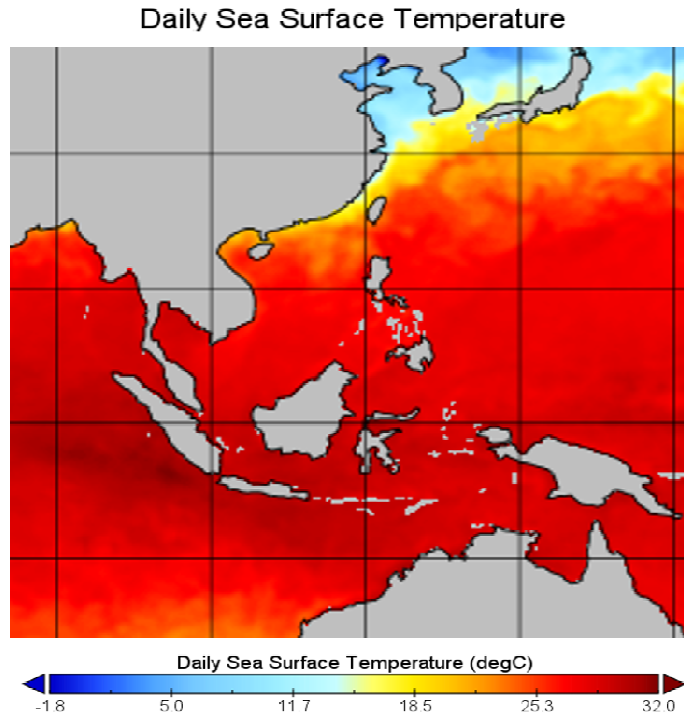 Daily Sea Surface Temperature
Daily Sea Surface Temperature (degC)
-1.8 5.0 11.7 18.5 25.3 32.0